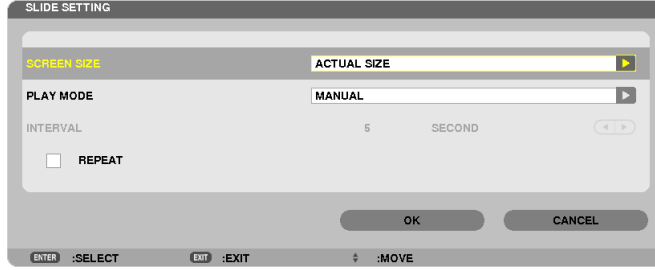 SLIDE SETTING
SCREEN SIZE ACTUAL SIZE
PLAY MODE MANUAL
INTERVAL 5 SECOND
REPEAT
OK CANCEL
ENTER :SELECT EXIT :EXIT :MOVE